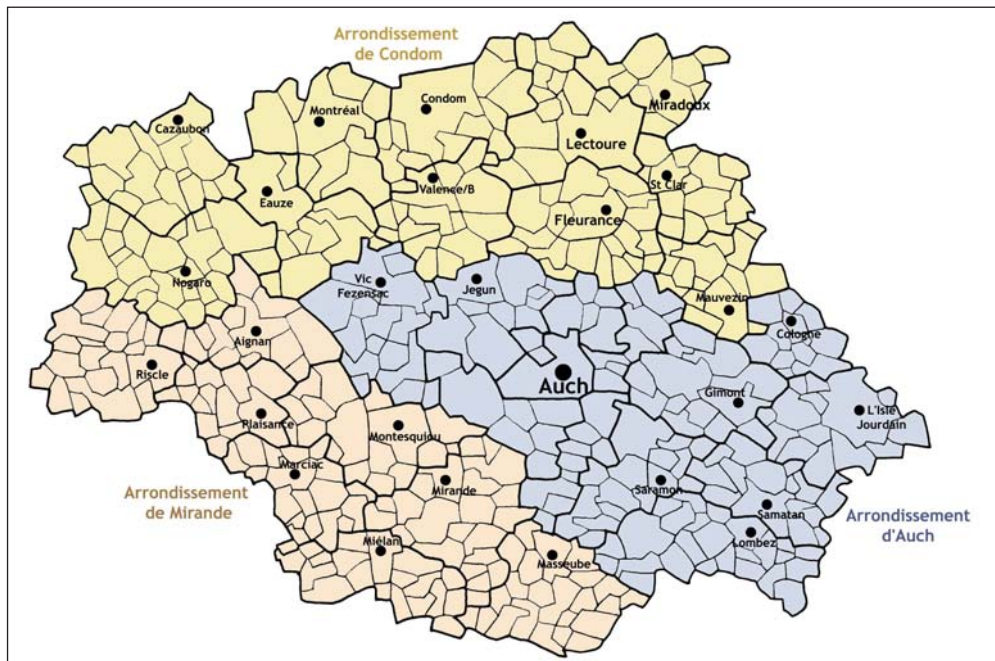 Arrondissement
de Condom
Cazaubon
Montréal
Condom
Miradoux
Lectoure
Eauze
Valence/B
St Clar
Fleurance
Nogaro
Vic
Fezensac
Jegun
Mauvezin
Cologne
Aignan
Riscle
Auch
Gimont
L'Isle
Jourdain
Plaisance
Montesquiou
Marciac
Mirande
Saramon
Samatan
Arrondissement
de Mirande
Arrondissement
d'Auch
Lombez
Miélan
Masseube